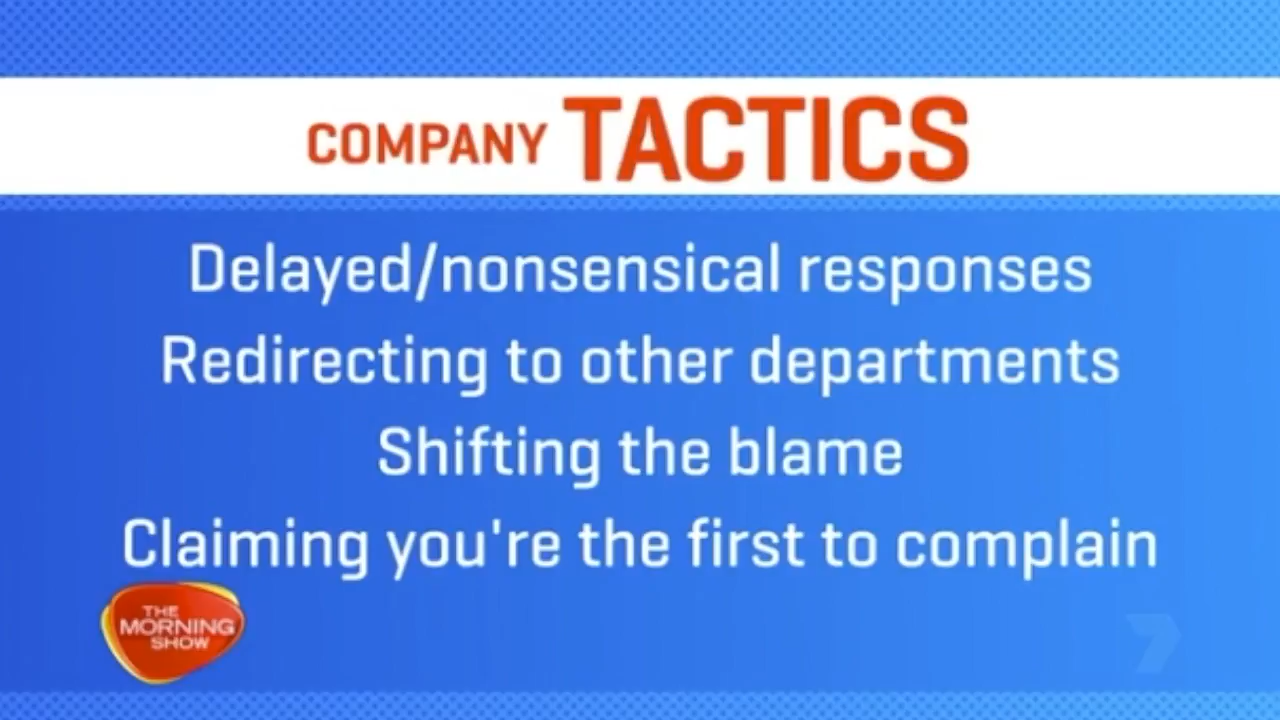 COMPANY TACTICS
Delayed/nonsensical responses
Redirecting to other departments
Shifting the blame
Claiming you're the first to complain
THE
MORNING
SHOW
7